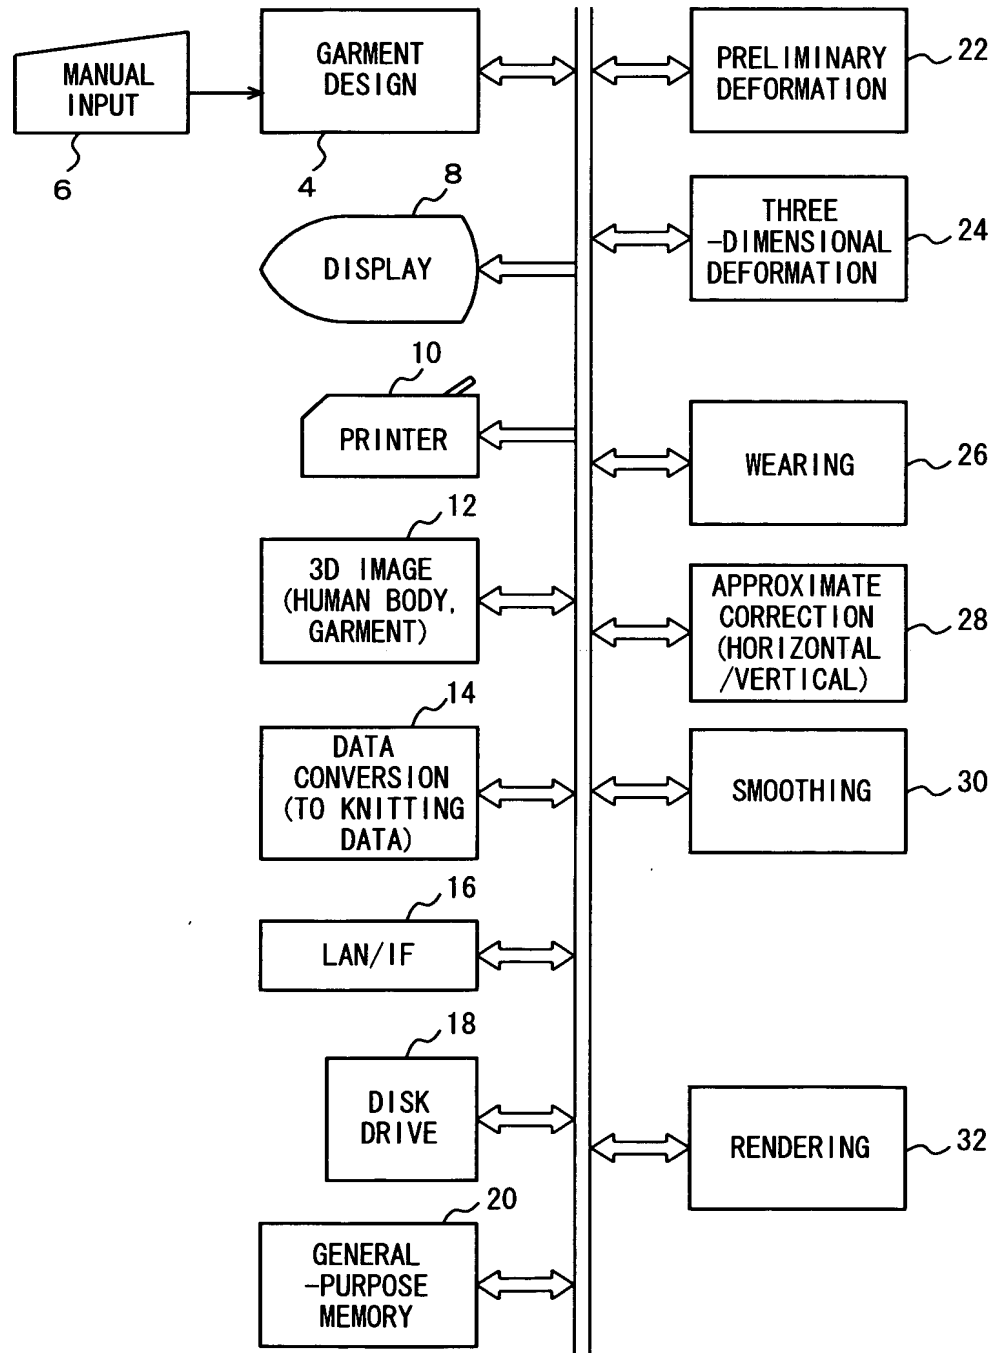 MANUAL
INPUT
6
GARMENT
DESIGN
4
8
DISPLAY
10
PRINTER
12
3D IMAGE
(HUMAN BODY,
GARMENT)
14
DATA
CONVERSION
(TO KNITTING
DATA)
16
LAN/IF
18
DISK
DRIVE
20
GENERAL
-PURPOSE
MEMORY
PRELIMINARY
DEFORMATION
22
THREE
-DIMENSIONAL
DEFORMATION
24
WEARING
26
APPROXIMATE
CORRECTION
(HORIZONTAL
/VERTICAL)
28
SMOOTHING
30
RENDERING
32